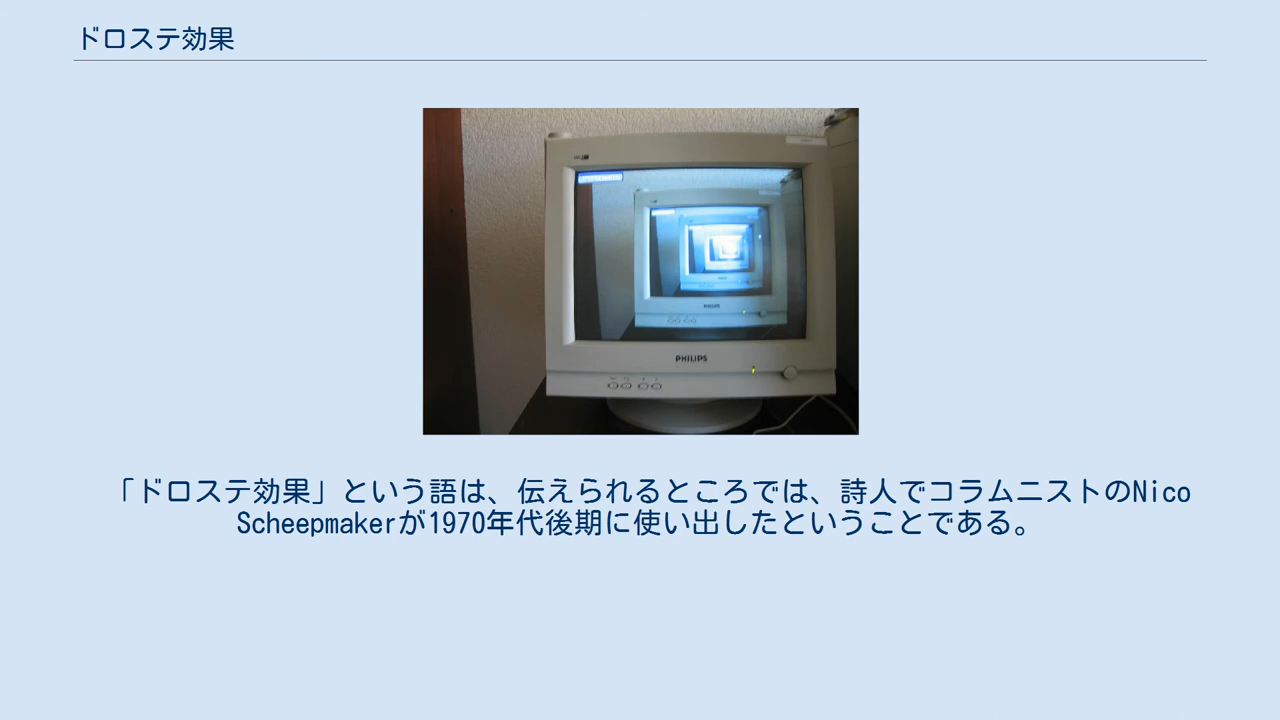 ドロステ効果
PHILIPS
PHILIPS
「ドロステ効果」という語は、伝えられるところでは、詩人でコラムニストのNico
Scheepmakerが1970年代後期に使い出したということである。